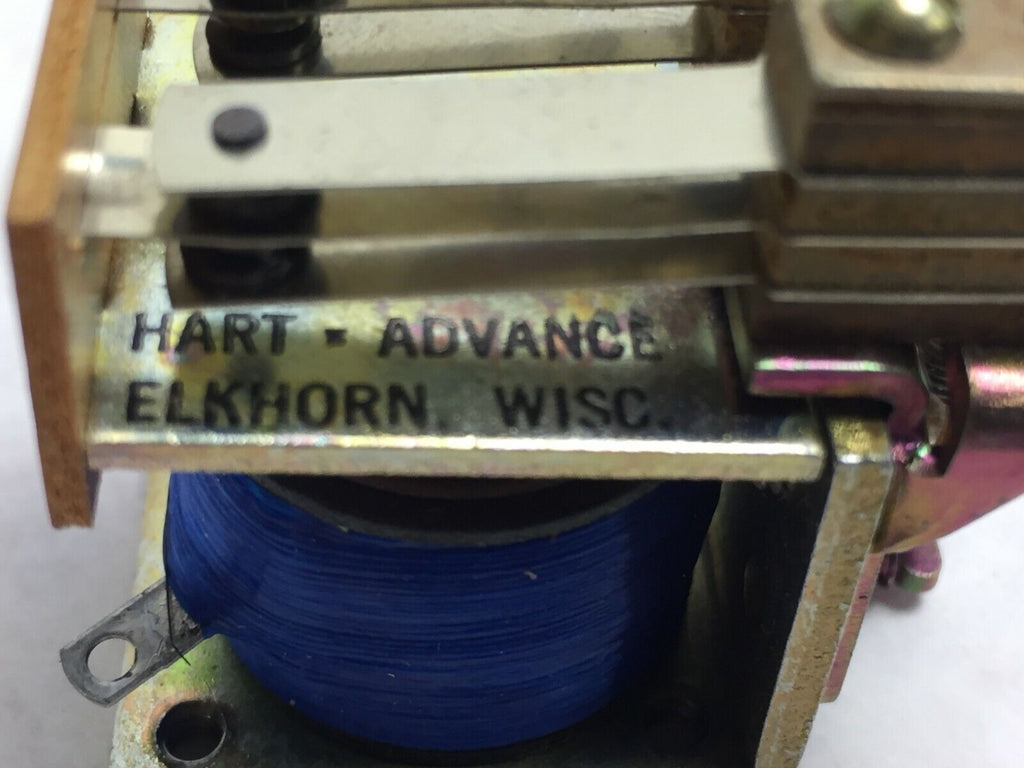 HART - ADVANCE
ELKHORN, WISC.